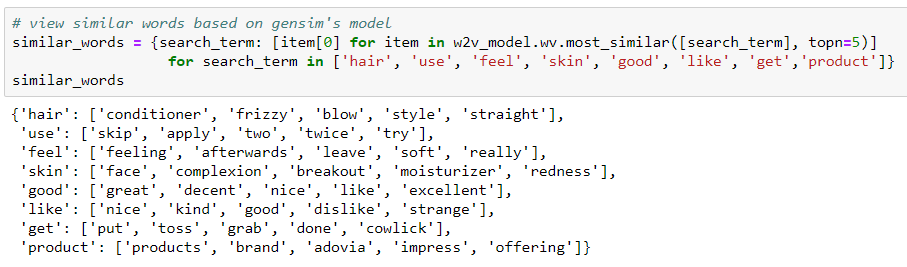 # view similar words based on gensim's model
similar_words = {search_term: [item[0] for item in w2v_model.wv.most_similar([search_term], topn=5)]
                 for search_term in ['hair', 'use', 'feel', 'skin', 'good', 'like', 'get','product']}
similar_words
{'hair': ['conditioner', 'frizzy', 'blow', 'style', 'straight'],
 'use': ['skip', 'apply', 'two', 'twice', 'try'],
 'feel': ['feeling', 'afterwards', 'leave', 'soft', 'really'],
 'skin': ['face', 'complexion', 'breakout', 'moisturizer', 'redness'],
 'good': ['great', 'decent', 'nice', 'like', 'excellent'],
 'like': ['nice', 'kind', 'good', 'dislike', 'strange'],
 'get': ['put', 'toss', 'grab', 'done', 'cowlick'],
 'product': ['products', 'brand', 'adovia', 'impress', 'offering']}